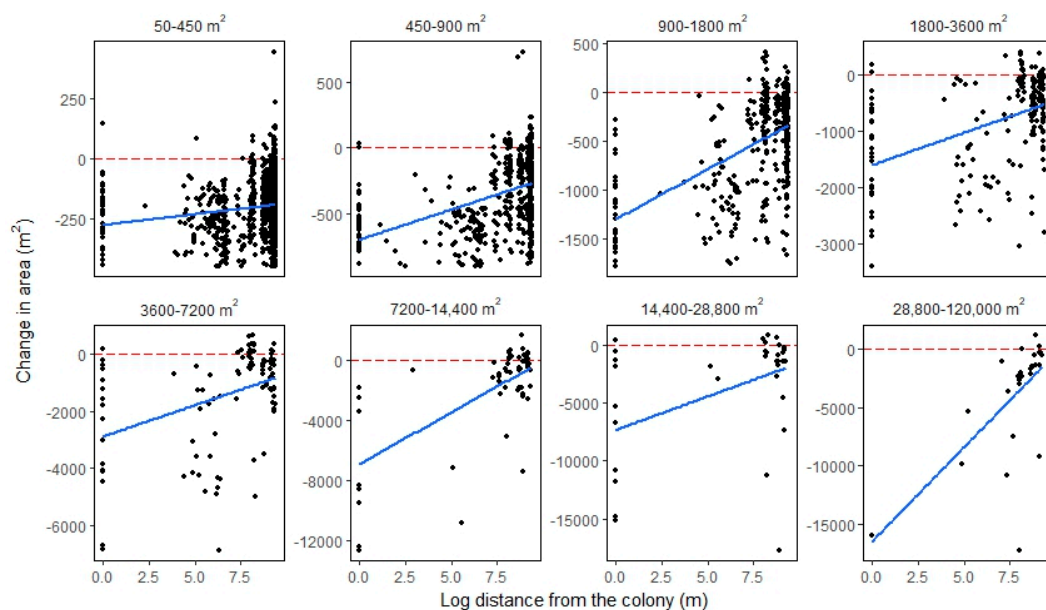 50-450 m²
450-900 m²
900-1800 m²
1800-3600 m²
250
0
-250
500
0
-500
500
0
-500
-1000
-1500
0
-1000
-2000
-3000
Change in area (m²)
3600-7200 m²
7200-14,400 m²
14,400-28,800 m²
28,800-120,000 m²
0
-2000
-4000
-6000
0
-4000
-8000
-12000
0
-5000
-10000
-15000
0
-5000
-10000
-15000
0.0 2.5 5.0 7.5
0.0 2.5 5.0 7.5
0.0 2.5 5.0 7.5
0.0 2.5 5.0 7.5
Log distance from the colony (m)